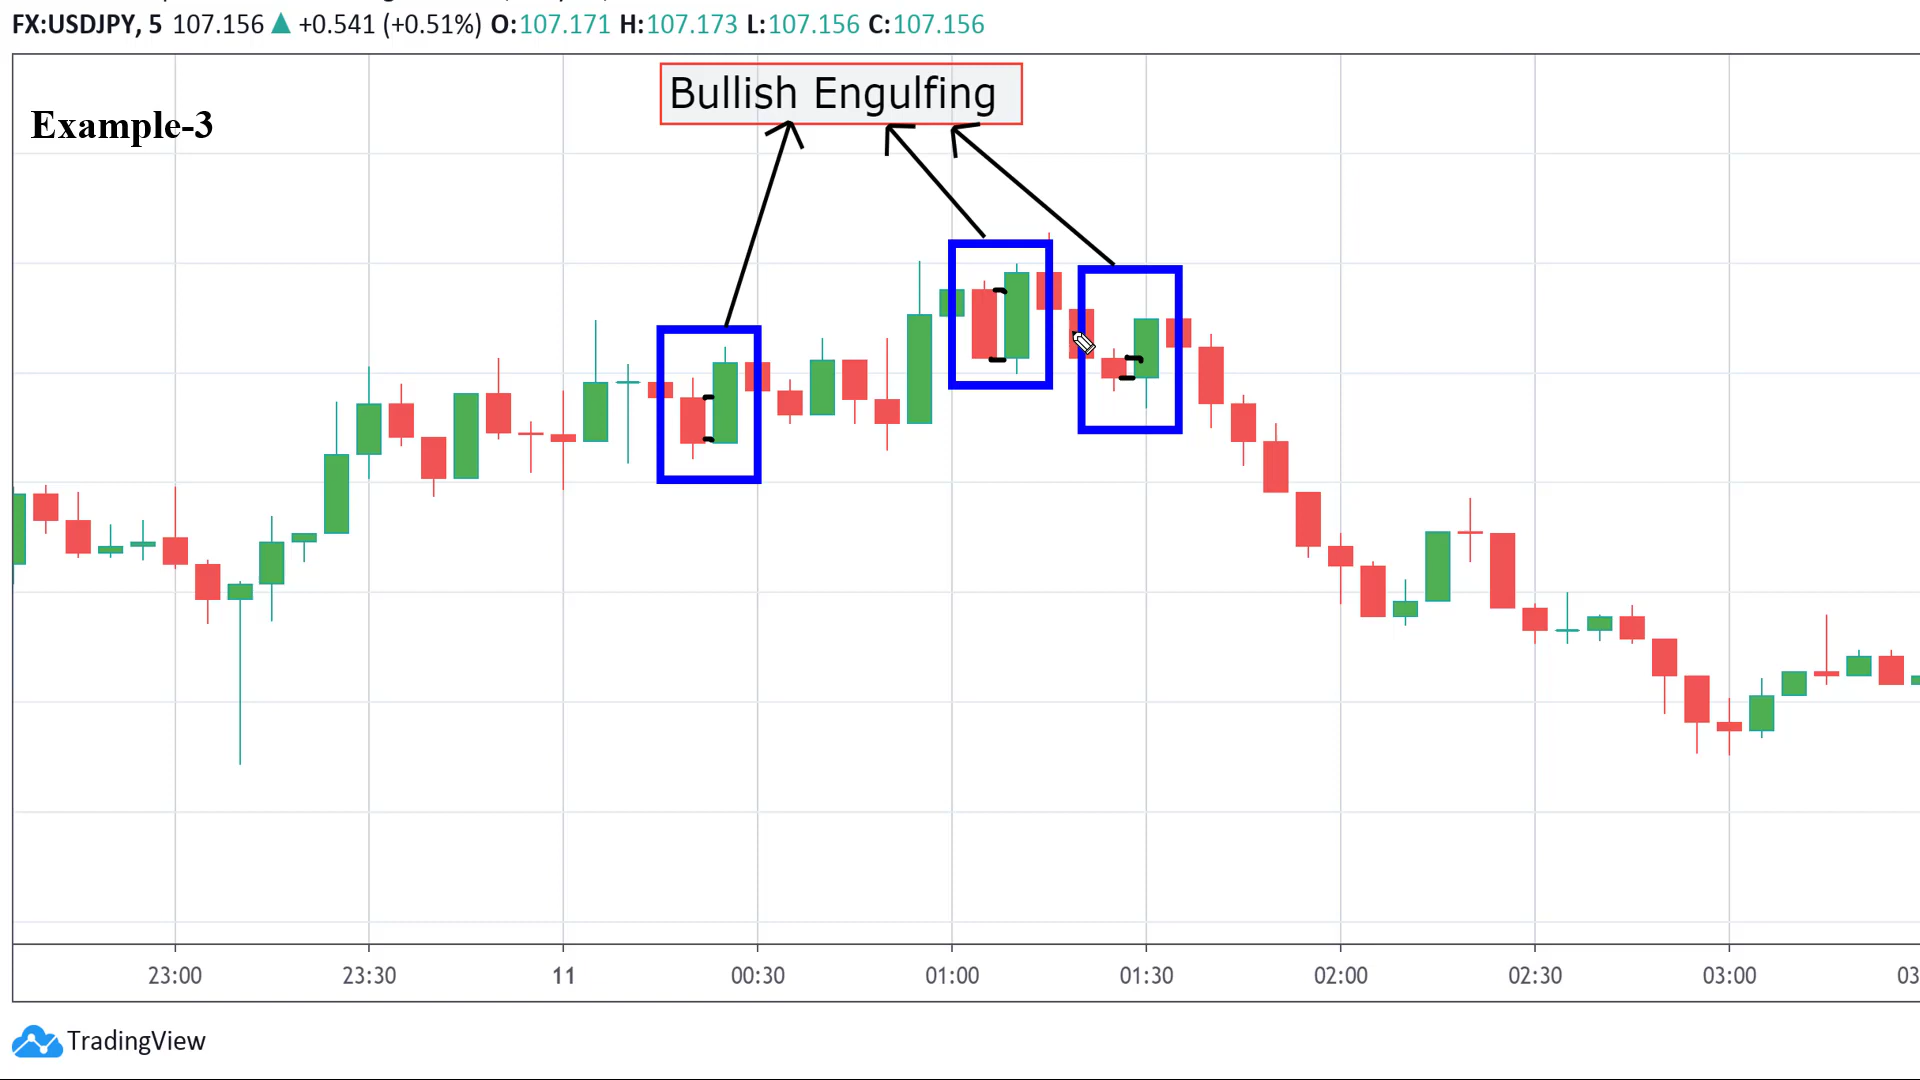 FX:USDJPY, 5 107.156 ▲ +0.541 (+0.51%) O:107.171 H:107.173 L:107.156 C:107.156
Bullish Engulfing
Example-3
23:00 23:30 11 00:30 01:00 01:30 02:00 02:30 03:00 03
TradingView